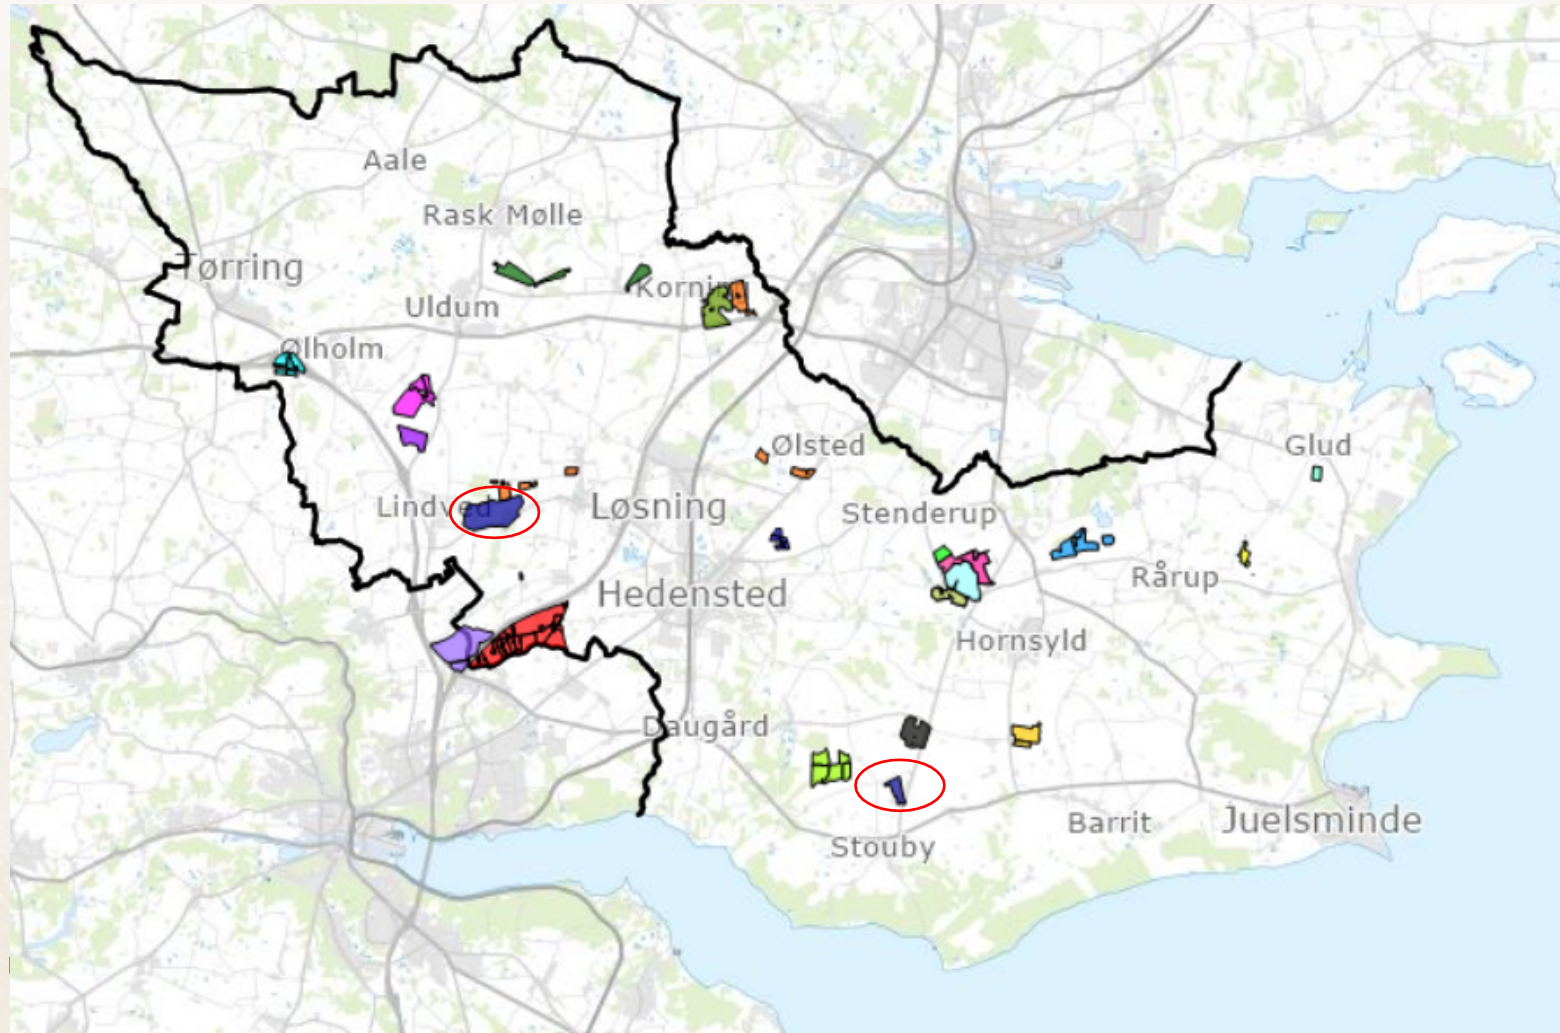 Aale
Rask Mølle
Tørring
Korning
Uldum
Ølholm
Ølsted
Glud
Lindved
Løsning
Stenderup
Rårup
Hedensted
Hornsyld
Daugård
Barrit
Juelsminde
Stouby